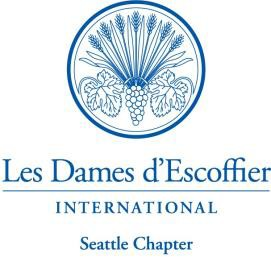 Les Dames d'Escoffier
INTERNATIONAL
Seattle Chapter